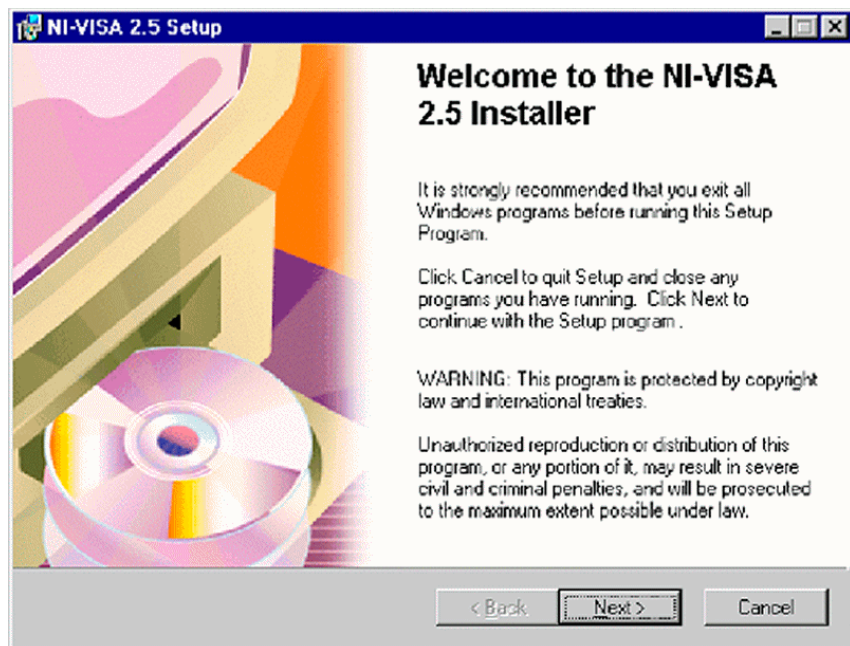 NI-VISA 2.5 Setup
Welcome to the NI-VISA
2.5 Installer
It is strongly recommended that you exit all
Windows programs before running this Setup
Program.
Click Cancel to quit Setup and close any
programs you have running. Click Next to
continue with the Setup program .
WARNING: This program is protected by copyright
law and international treaties.
Unauthorized reproduction or distribution of this
program, or any portion of it, may result in severe
civil and criminal penalties, and will be prosecuted
to the maximum extent possible under law.
< Back
Next >
Cancel